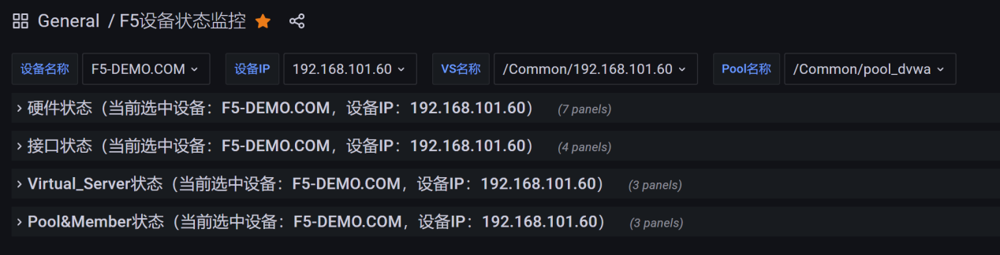 General / F5设备状态监控
设备名称 F5-DEMO.COM 设备IP 192.168.101.60 VS名称 /Common/192.168.101.60 Pool名称 /Common/pool_dvwa
硬件状态（当前选中设备：F5-DEMO.COM，设备IP：192.168.101.60） (7 panels)
接口状态（当前选中设备：F5-DEMO.COM，设备IP：192.168.101.60） (4 panels)
Virtual_Server状态（当前选中设备：F5-DEMO.COM，设备IP：192.168.101.60） (3 panels)
Pool&Member状态（当前选中设备：F5-DEMO.COM，设备IP：192.168.101.60） (3 panels)